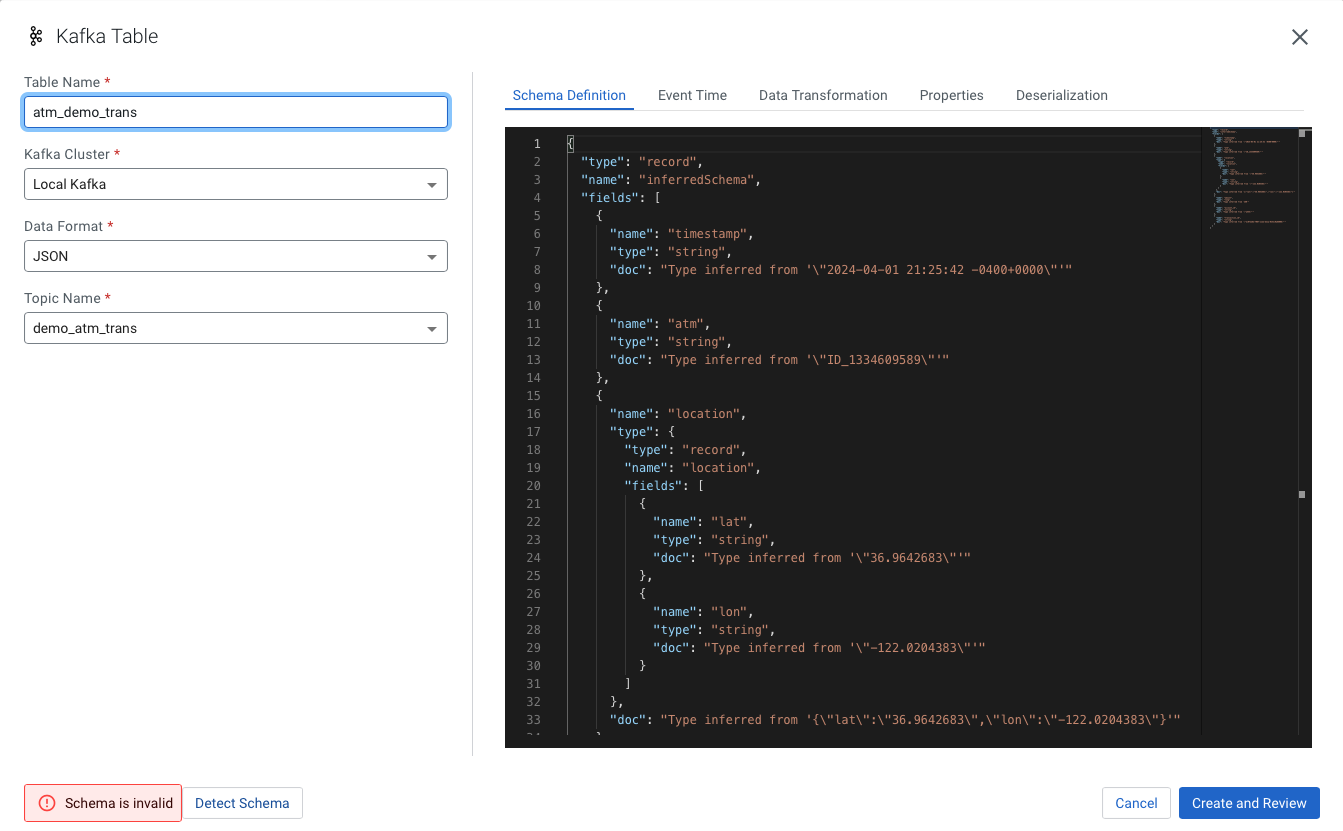 Kafka Table
Table Name *
atm_demo_trans
Kafka Cluster *
Local Kafka
Data Format *
JSON
Topic Name *
demo_atm_trans
Schema Definition
Event Time
Data Transformation
Properties
Deserialization
1 {
2 "type": "record",
3 "name": "inferredSchema",
4 "fields": [
5 {
6 "name": "timestamp",
7 "type": "string",
8 "doc": "Type inferred from '\"2024-04-01 21:25:42 -0400+0000\"'"
9 },
10 {
11 "name": "atm",
12 "type": "string",
13 "doc": "Type inferred from '\"ID_1334609589\"'"
14 },
15 {
16 "name": "location",
17 "type": {
18 "type": "record",
19 "name": "location",
20 "fields": [
21 {
22 "name": "lat",
23 "type": "string",
24 "doc": "Type inferred from '\"36.9642683\"'"
25 },
26 {
27 "name": "lon",
28 "type": "string",
29 "doc": "Type inferred from '\"-122.0204383\"'"
30 }
31 ]
32 },
33 "doc": "Type inferred from '{\"lat\":\"36.9642683\",\"lon\":\"-122.0204383\"}'"
Schema is invalid
Detect Schema
Cancel
Create and Review